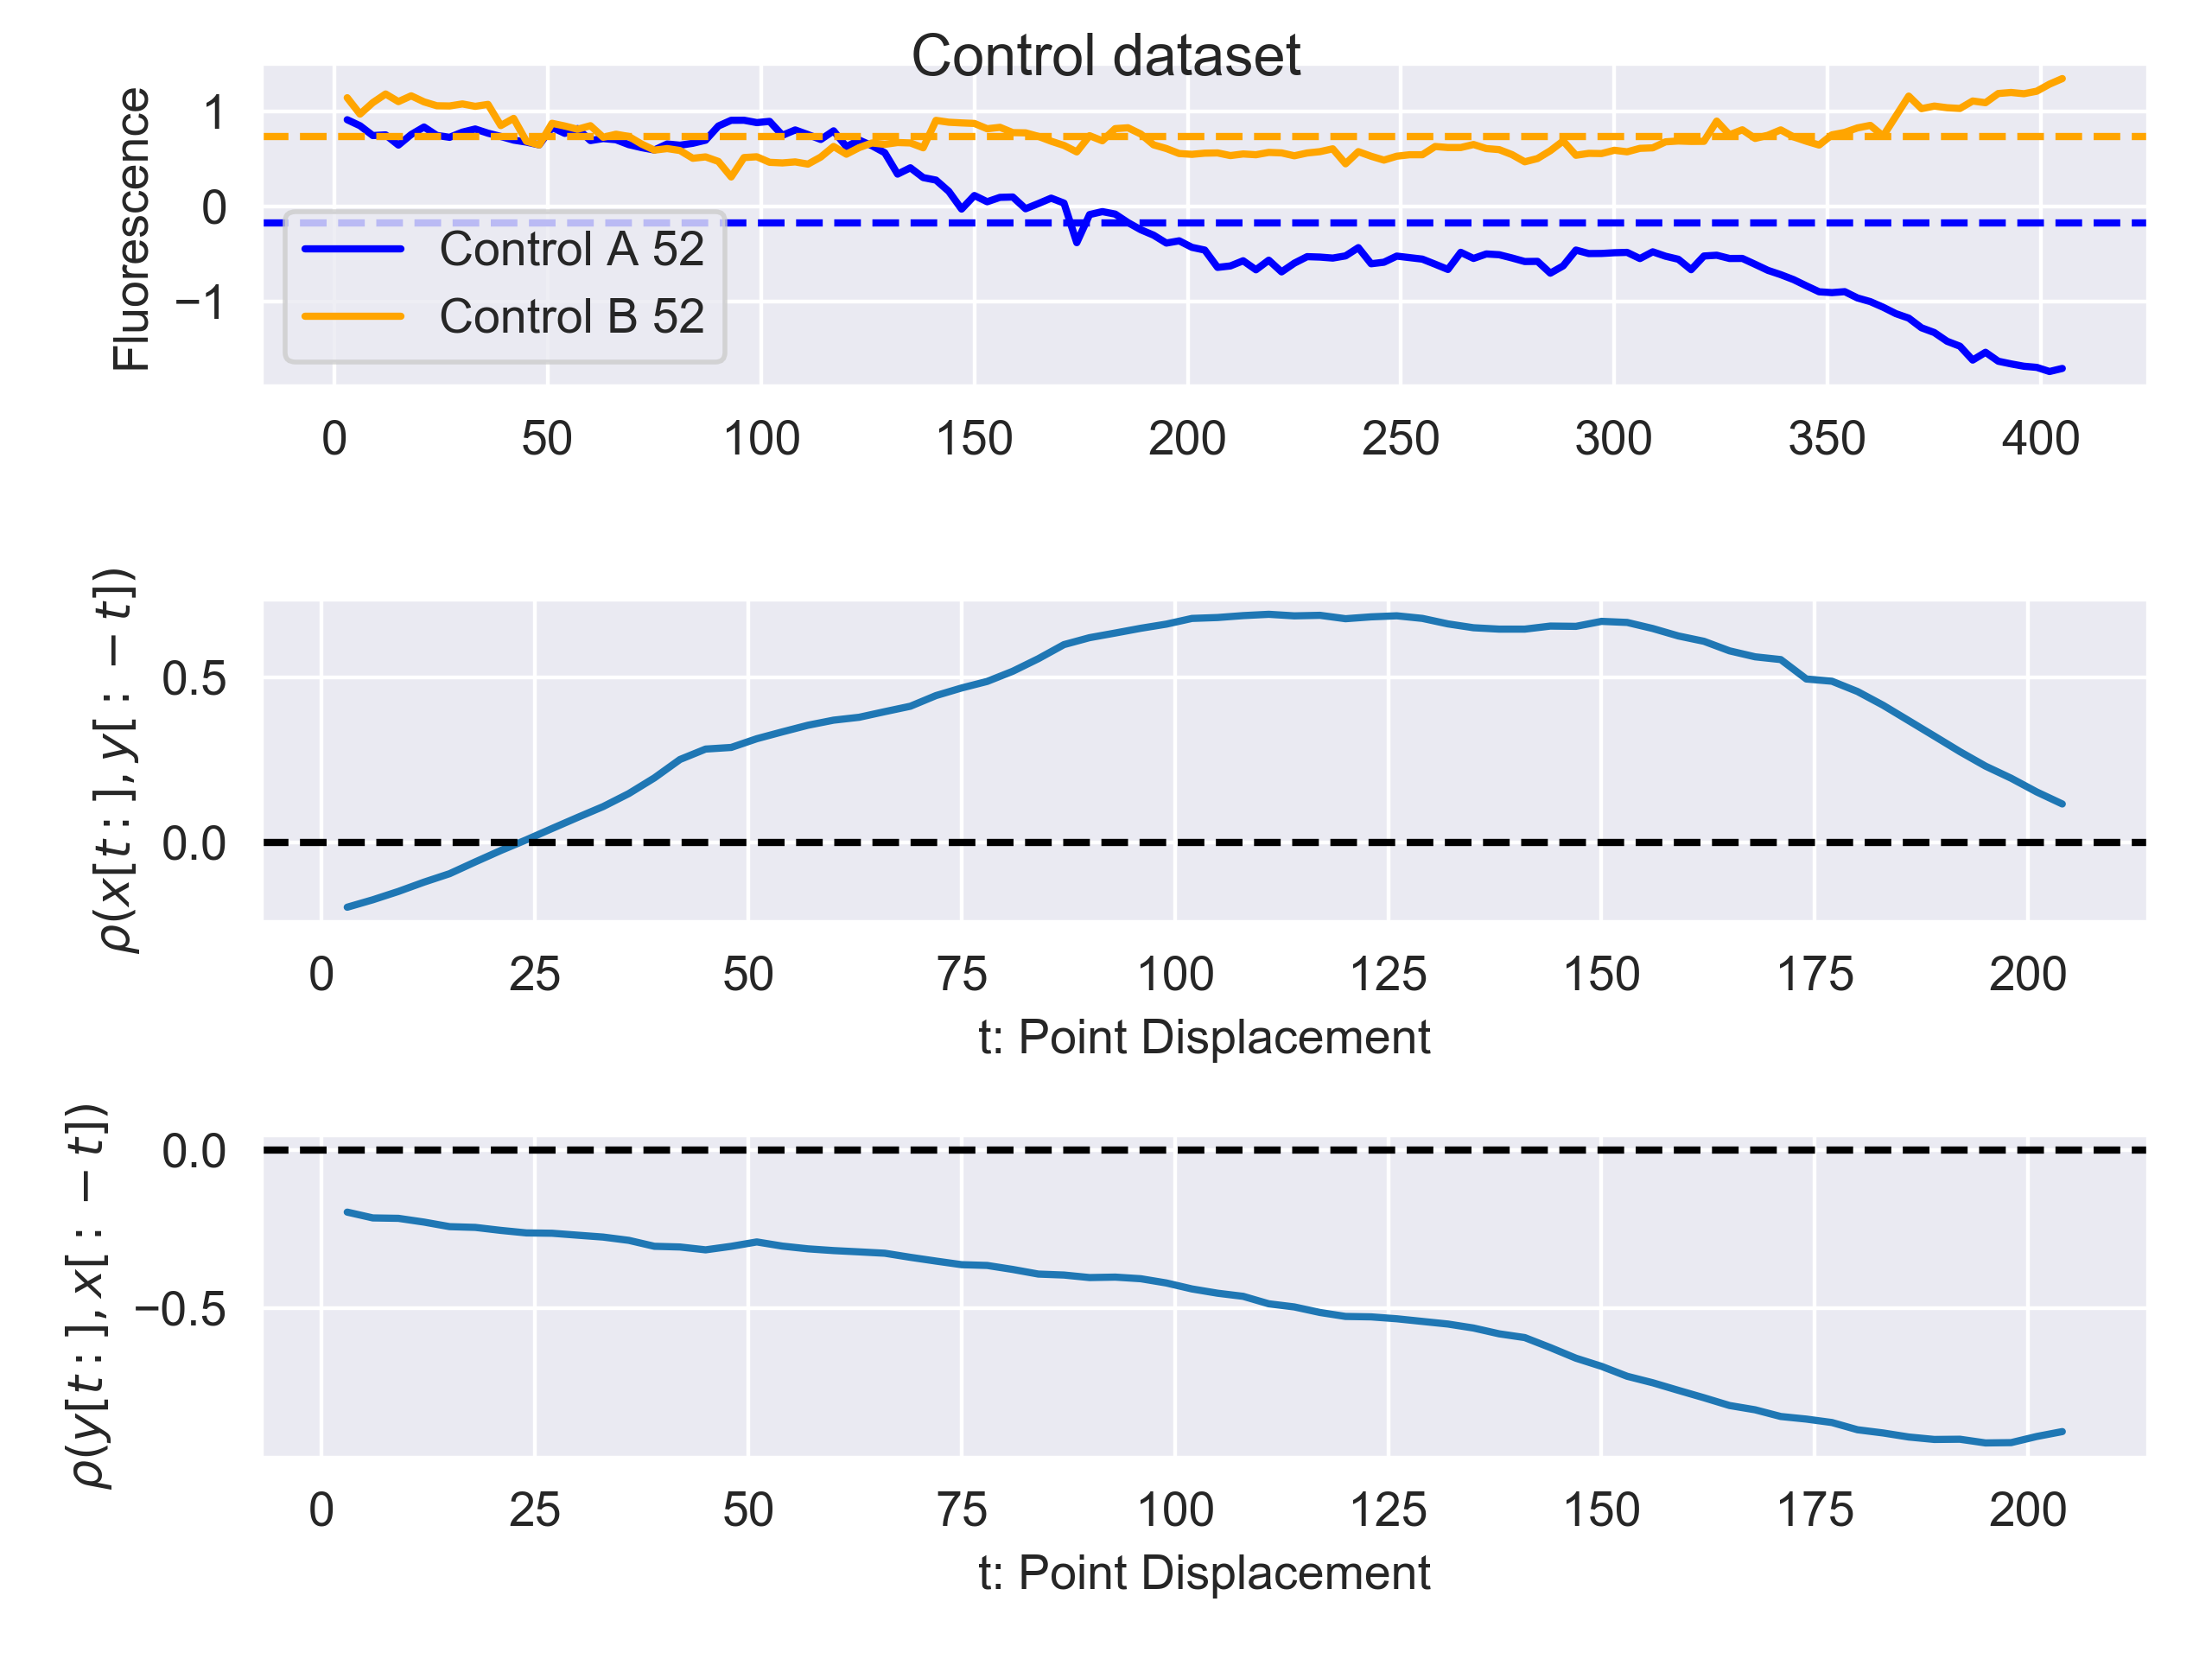 Control dataset
Fluorescence
1
0
−1
Control A 52
Control B 52
0 50 100 150 200 250 300 350 400
ρ(x[t:], y[:−t])
0.5
0.0
0 25 50 75 100 125 150 175 200
t: Point Displacement
ρ(y[t:], x[:−t])
0.0
−0.5
0 25 50 75 100 125 150 175 200
t: Point Displacement